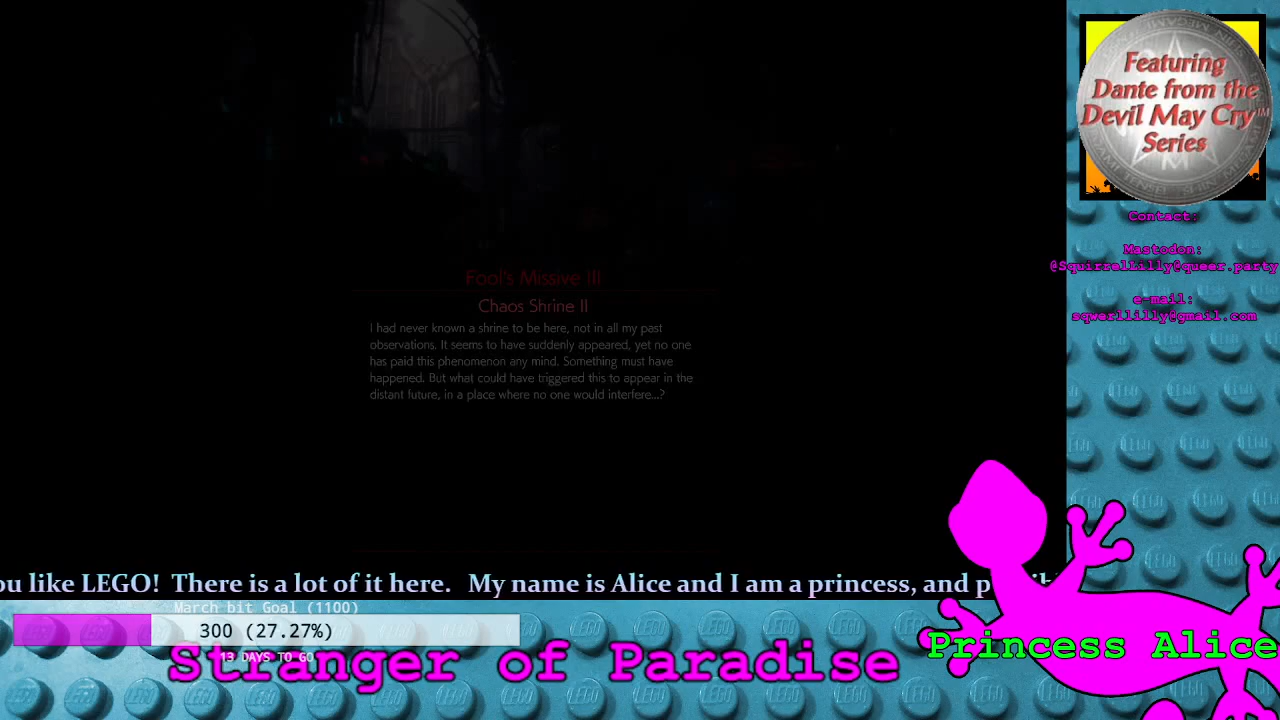 Featuring
Dante from the
Devil May Cry™
Series
Contact:
Mastodon:
@SquirrelLilly@queer.party
e-mail:
sqwerllilly@gmail.com
Fool's Missive III
Chaos Shrine II
I had never known a shrine to be here, not in all my past
observations. It seems to have suddenly appeared, yet no one
has paid this phenomenon any mind. Something must have
happened. But what could have triggered this to appear in the
distant future, in a place where no one would interfere...?
ou like LEGO! There is a lot of it here. My name is Alice and I am a princess, and
March bit Goal (1100)
300 (27.27%)
13 DAYS TO GO
Stranger of Paradise
Princess Alice